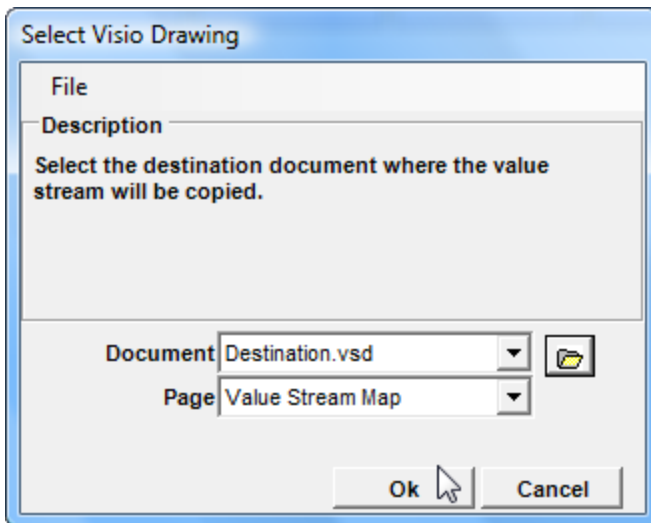 Select Visio Drawing
File
Description
Select the destination document where the value
stream will be copied.
Document Destination.vsd
Page Value Stream Map
Ok Cancel